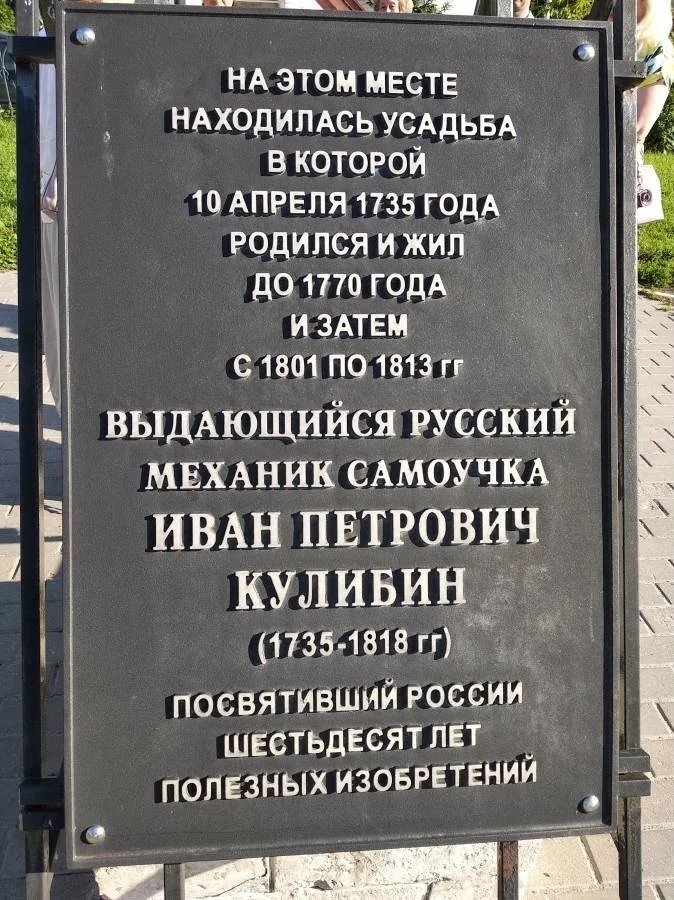 НА ЭТОМ МЕСТЕ
НАХОДИЛАСЬ УСАДЬБА
В КОТОРОЙ
10 АПРЕЛЯ 1735 ГОДА
РОДИЛСЯ И ЖИЛ
ДО 1770 ГОДА
И ЗАТЕМ
С 1801 ПО 1813 гг
ВЫДАЮЩИЙСЯ РУССКИЙ
МЕХАНИК САМОУЧКА
ИВАН ПЕТРОВИЧ
КУЛИБИН
(1735-1818 гг)
ПОСВЯТИВШИЙ РОССИИ
ШЕСТЬДЕСЯТ ЛЕТ
ПОЛЕЗНЫХ ИЗОБРЕТЕНИЙ